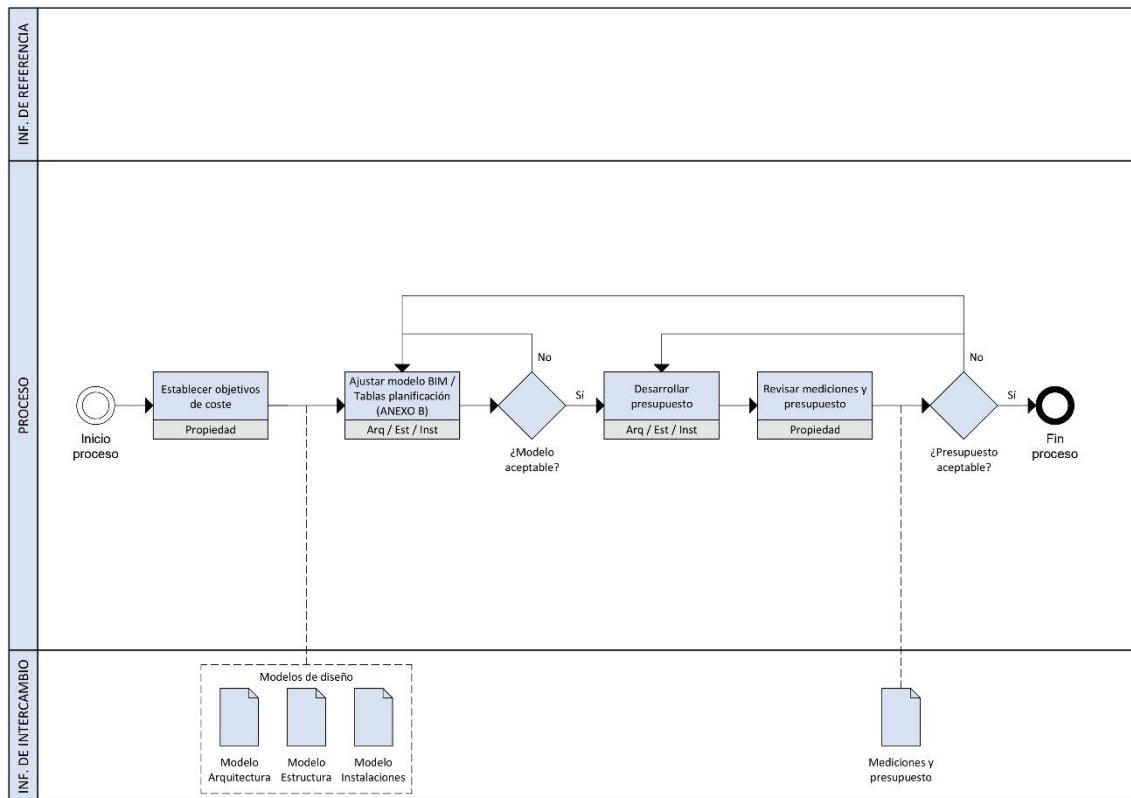 INF. DE REFERENCIA
PROCESO
Inicio
proceso
Establecer objetivos
de coste
Propiedad
Ajustar modelo BIM /
Tablas planificación
(ANEXO B)
Arq / Est / Inst
No
Sí
¿Modelo
aceptable?
Desarrollar
presupuesto
Arq / Est / Inst
Revisar mediciones y
presupuesto
Propiedad
No
Sí
¿Presupuesto
aceptable?
Fin
proceso
INF. DE INTERCAMBIO
Modelos de diseño
Modelo
Arquitectura
Modelo
Estructura
Modelo
Instalaciones
Mediciones y
presupuesto